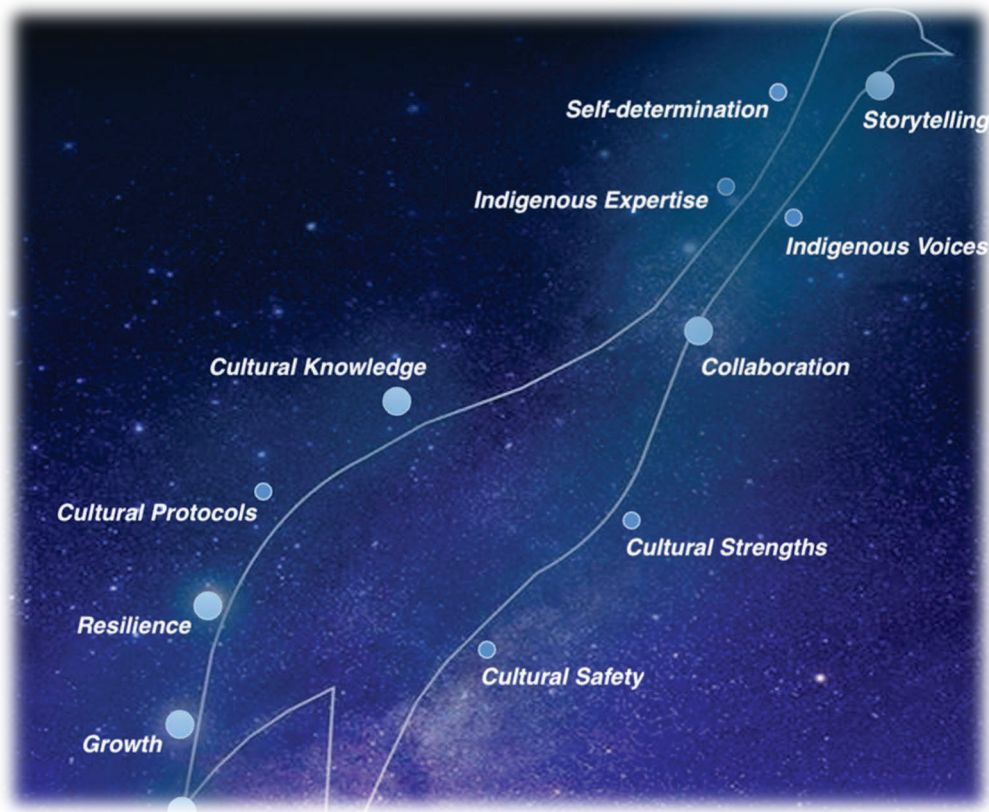 Self-determination
Storytelling
Indigenous Expertise
Indigenous Voices
Cultural Knowledge
Collaboration
Cultural Protocols
Cultural Strengths
Resilience
Cultural Safety
Growth